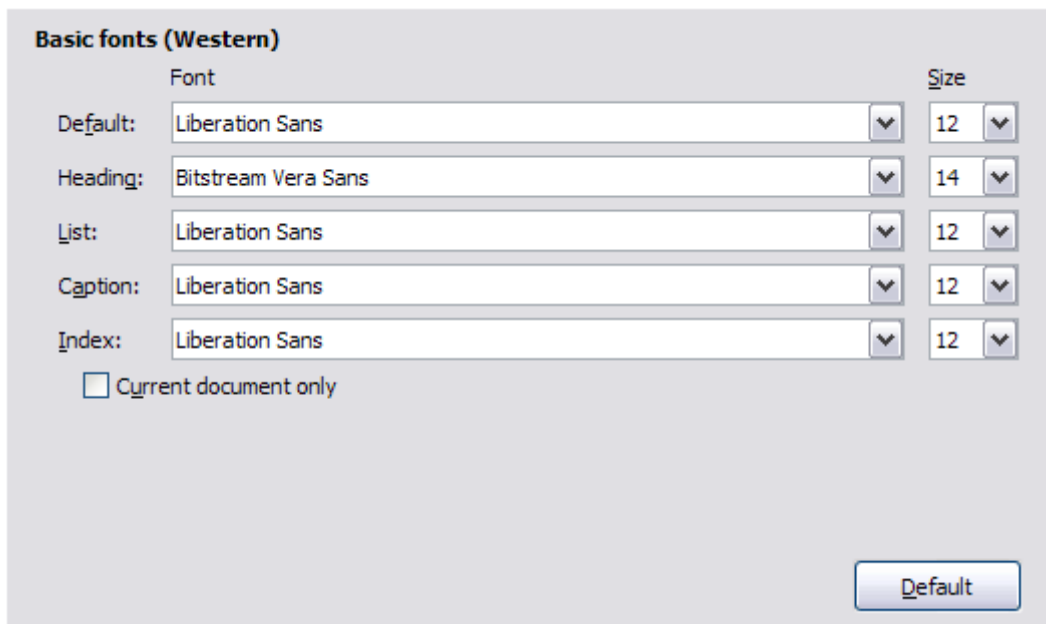 Basic fonts (Western)
Font Size
Default: Liberation Sans 12
Heading: Bitstream Vera Sans 14
List: Liberation Sans 12
Caption: Liberation Sans 12
Index: Liberation Sans 12
Current document only
Default